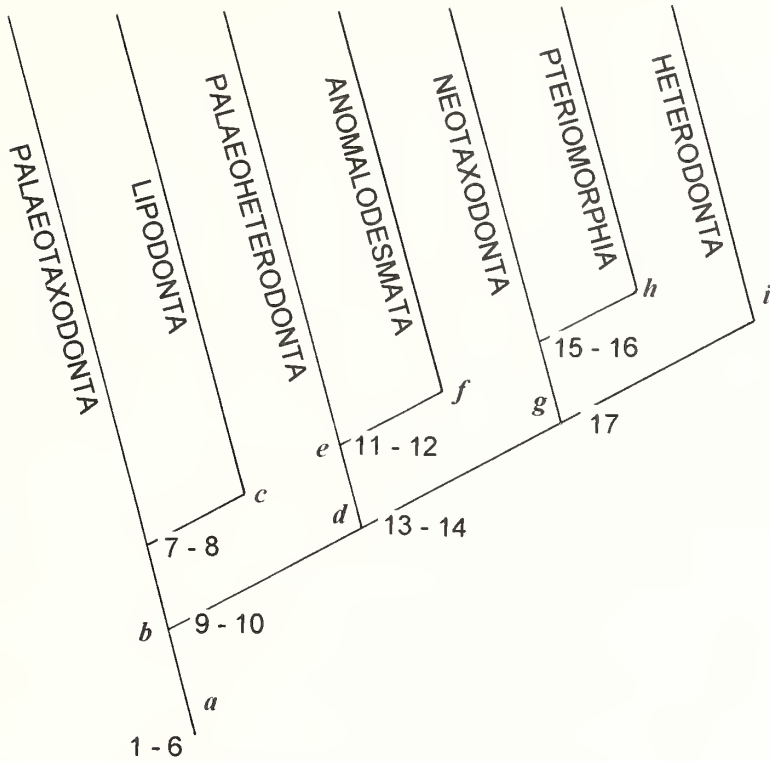 PALAEOTAXODONTA
LIPODONTA
PALAEOHETERODONTA
ANOMALODESMATA
NEOTAXODONTA
PTERIOMORPHIA
HETERODONTA
h
i
15 - 16
f
g
17
e
11 - 12
c
d
13 - 14
7 - 8
b
9 - 10
a
1 - 6